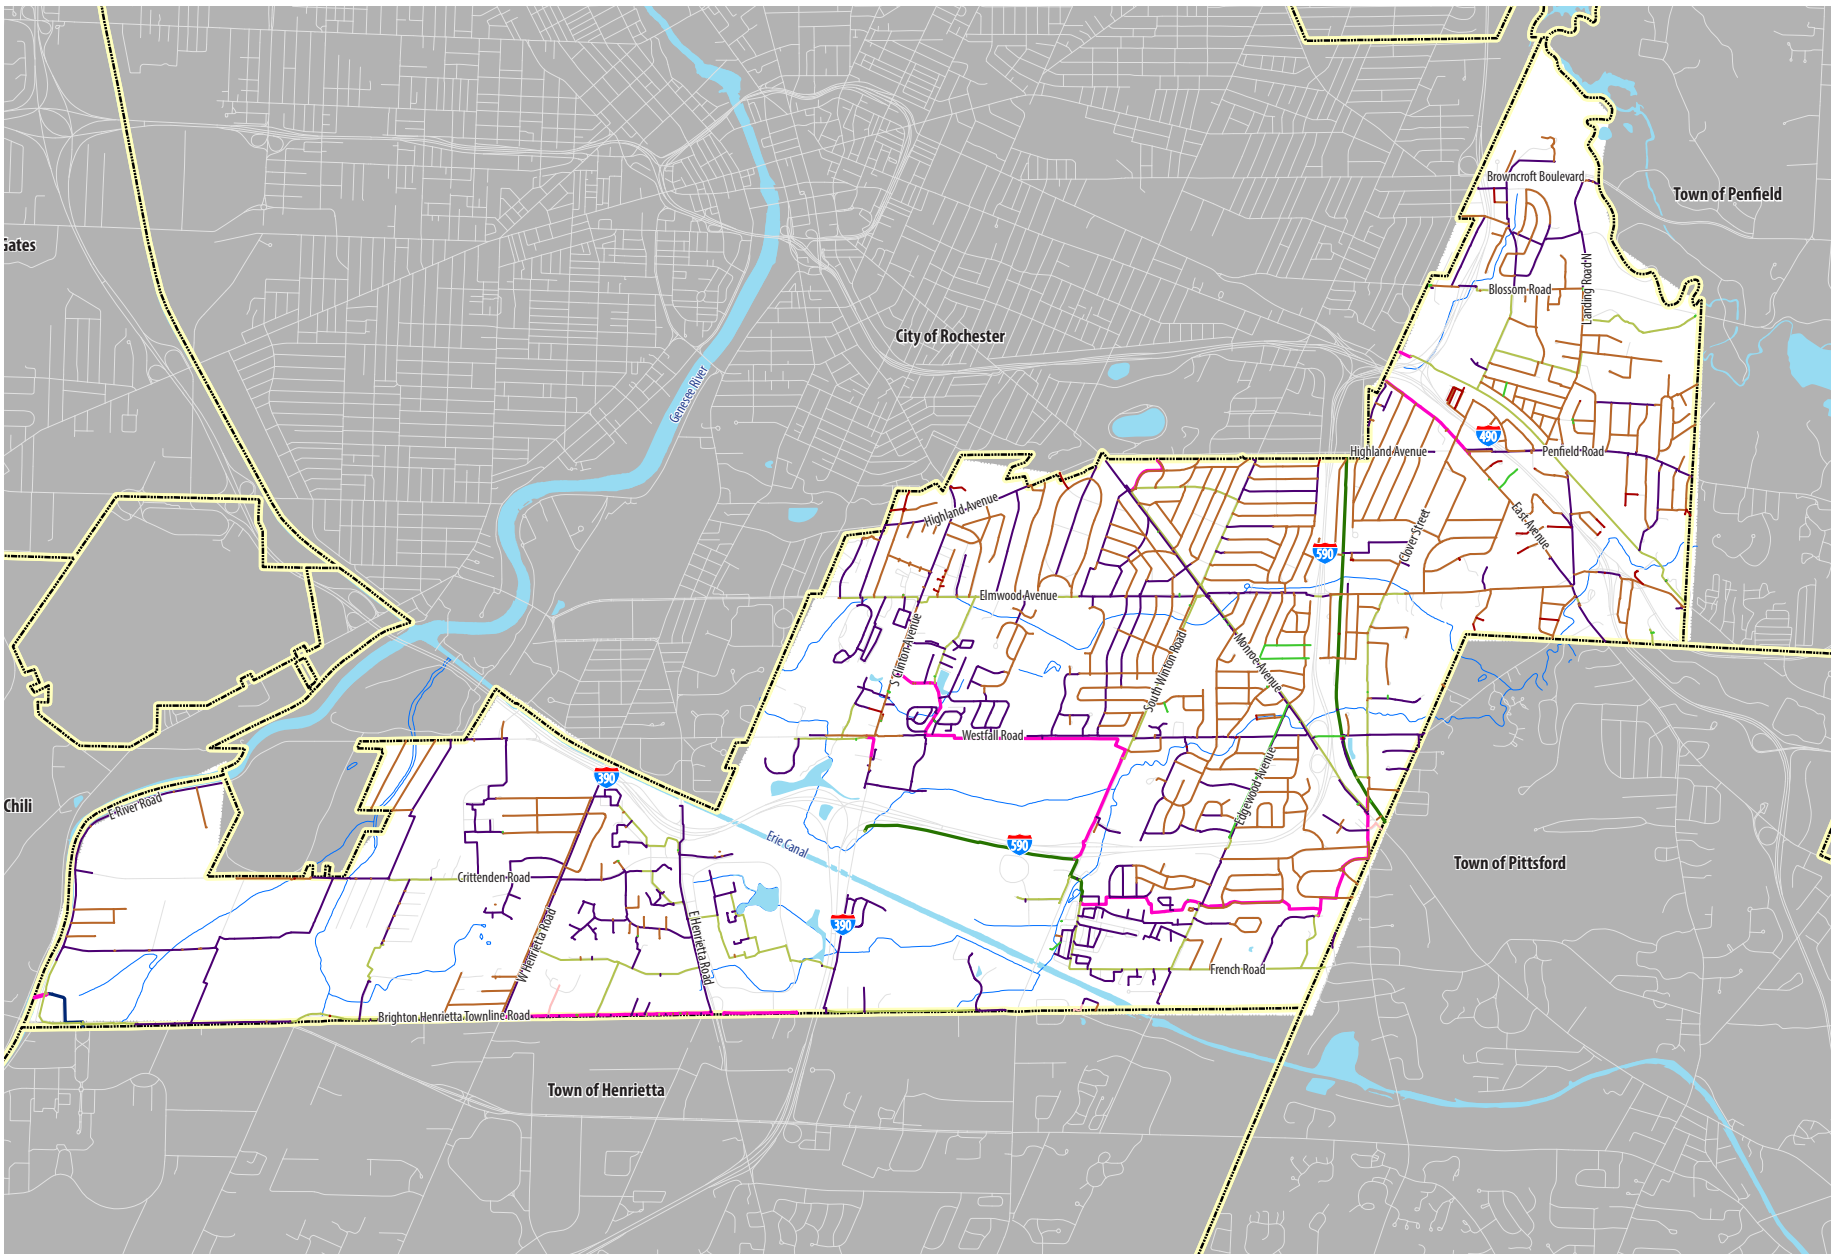 Browncroft Boulevard
Town of Penfield
Gates
Landing Road N
Blossom Road
City of Rochester
Genesee River
490
Highland Avenue
Penfield Road
Highland Avenue
East Avenue
Clover Street
590
Elmwood Avenue
S Clinton Avenue
Monroe Avenue
South Winton Road
Westfall Road
390
Edgewood Avenue
Chili
E River Road
Erie Canal
590
Town of Pittsford
Crittenden Road
390
W Henrietta Road
E Henrietta Road
French Road
Brighton Henrietta Townline Road
Town of Henrietta